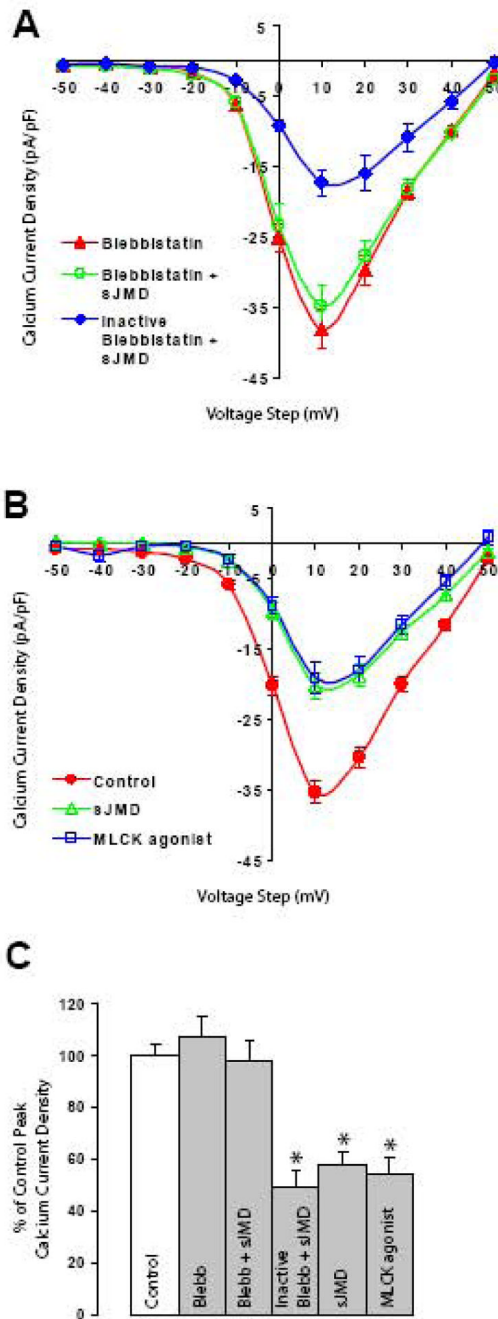 A
5
-50 -40 -30 -20 -10 0 10 20 30 40 50
-5
-15
-25
-35
-45
Calcium Current Density (pA/pF)
Blebbistatin
Blebbistatin +
sJMD
Inactive
Blebbistatin +
sJMD
Voltage Step (mV)
B
5
-50 -40 -30 -20 -10 0 10 20 30 40 50
-5
-15
-25
-35
-45
Calcium Current Density (pA/pF)
Control
sJMD
MLCK agonist
Voltage Step (mV)
C
120
100
80
60
40
20
0
% of Control Peak
Calcium Current Density
Control
Blebb
Blebb + sJMD
Inactive
Blebb + sJMD
sJMD
MLCK agonist
* * *